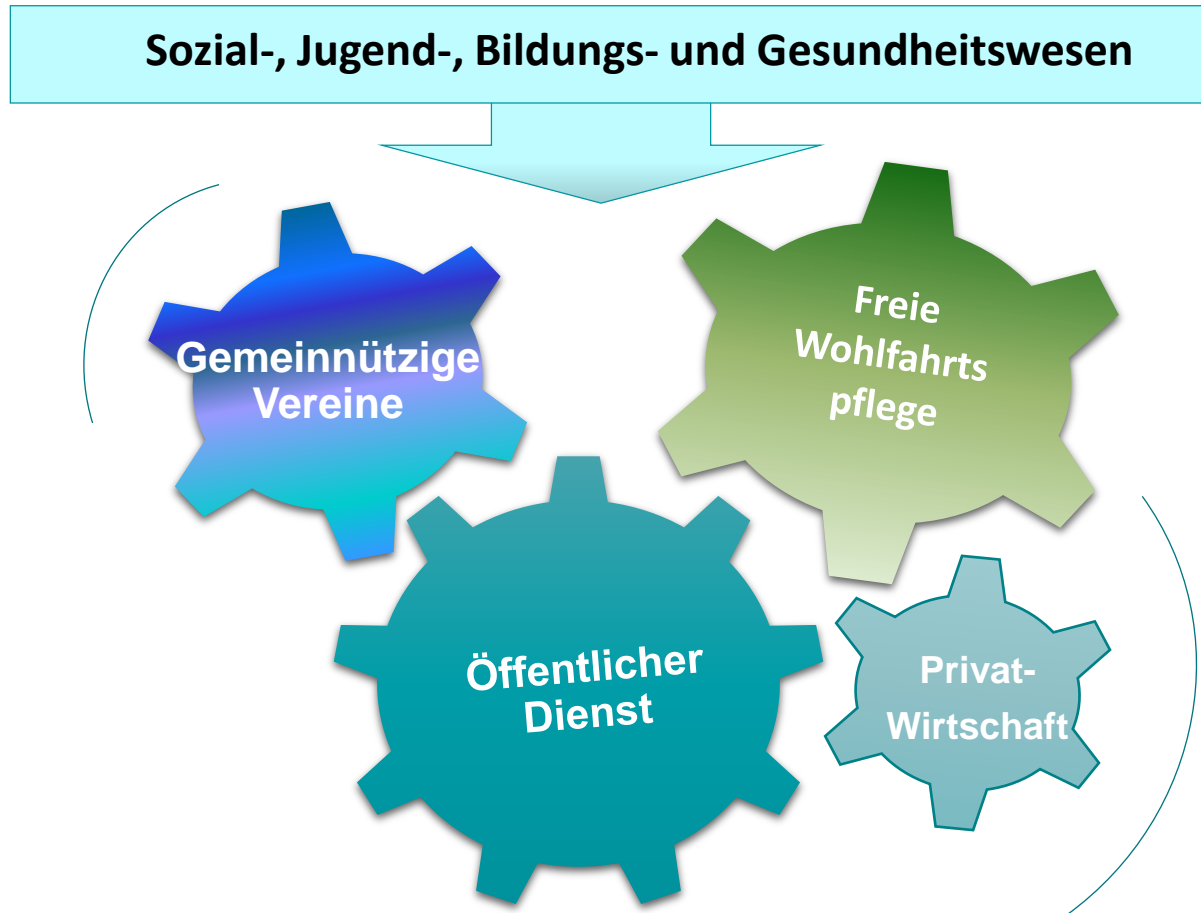 Sozial-, Jugend-, Bildungs- und Gesundheitswesen
Gemeinnützige
Vereine
Freie
Wohlfahrts
pflege
Öffentlicher
Dienst
Privat-
Wirtschaft